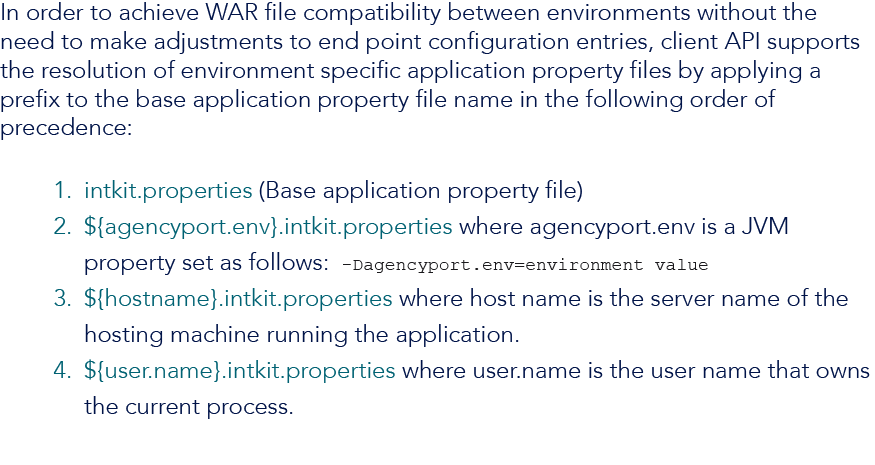 In order to achieve WAR file compatibility between environments without the
need to make adjustments to end point configuration entries, client API supports
the resolution of environment specific application property files by applying a
prefix to the base application property file name in the following order of
precedence:
1. intkit.properties (Base application property file)
2. ${agencyport.env}.intkit.properties where agencyport.env is a JVM
property set as follows: -Dagencyport.env=environment value
3. ${hostname}.intkit.properties where host name is the server name of the
hosting machine running the application.
4. ${user.name}.intkit.properties where user.name is the user name that owns
the current process.